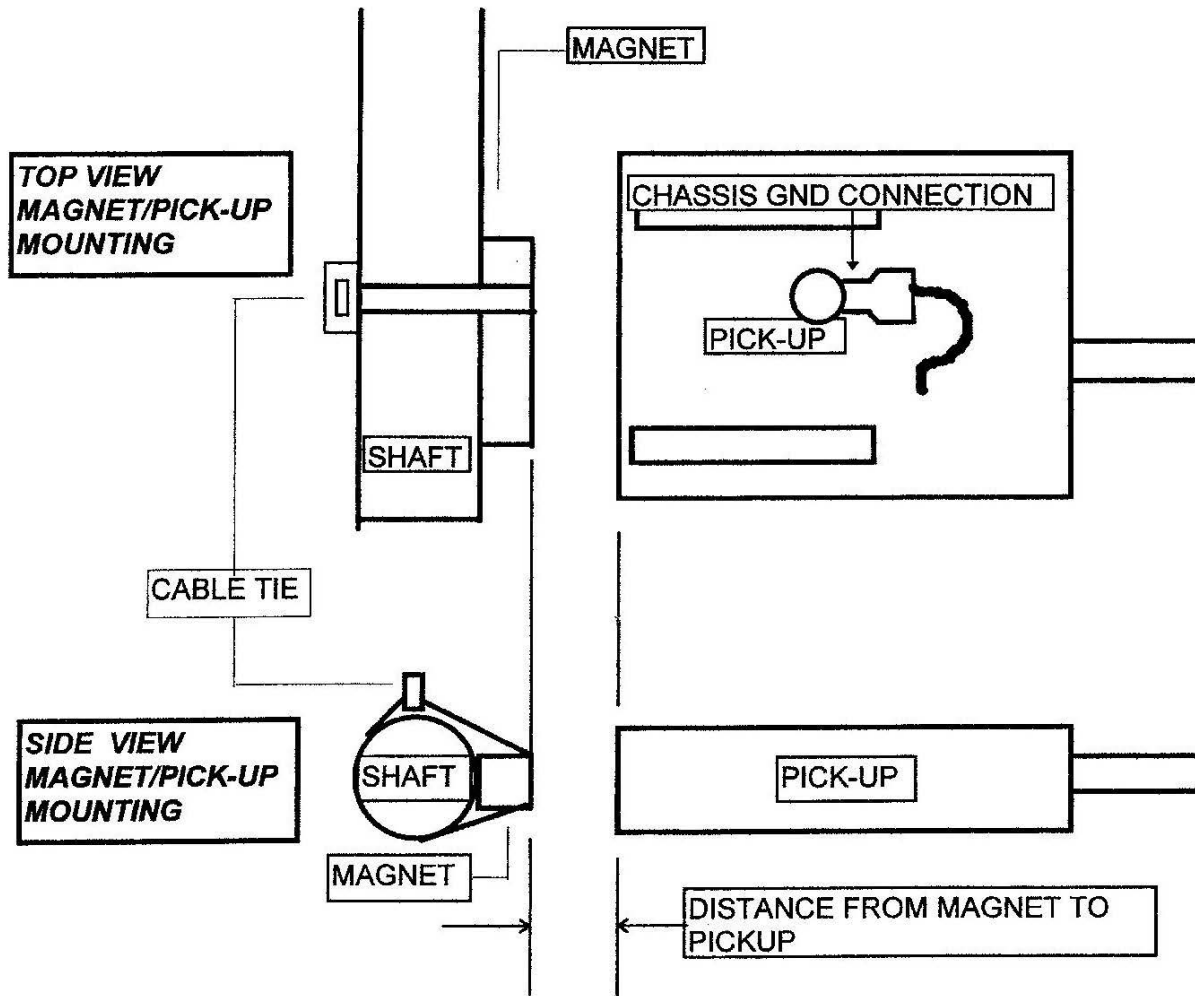 MAGNET
TOP VIEW
MAGNET/PICK-UP
MOUNTING
CHASSIS GND CONNECTION
PICK-UP
SHAFT
CABLE TIE
SIDE VIEW
MAGNET/PICK-UP
MOUNTING
SHAFT
PICK-UP
MAGNET
DISTANCE FROM MAGNET TO
PICKUP